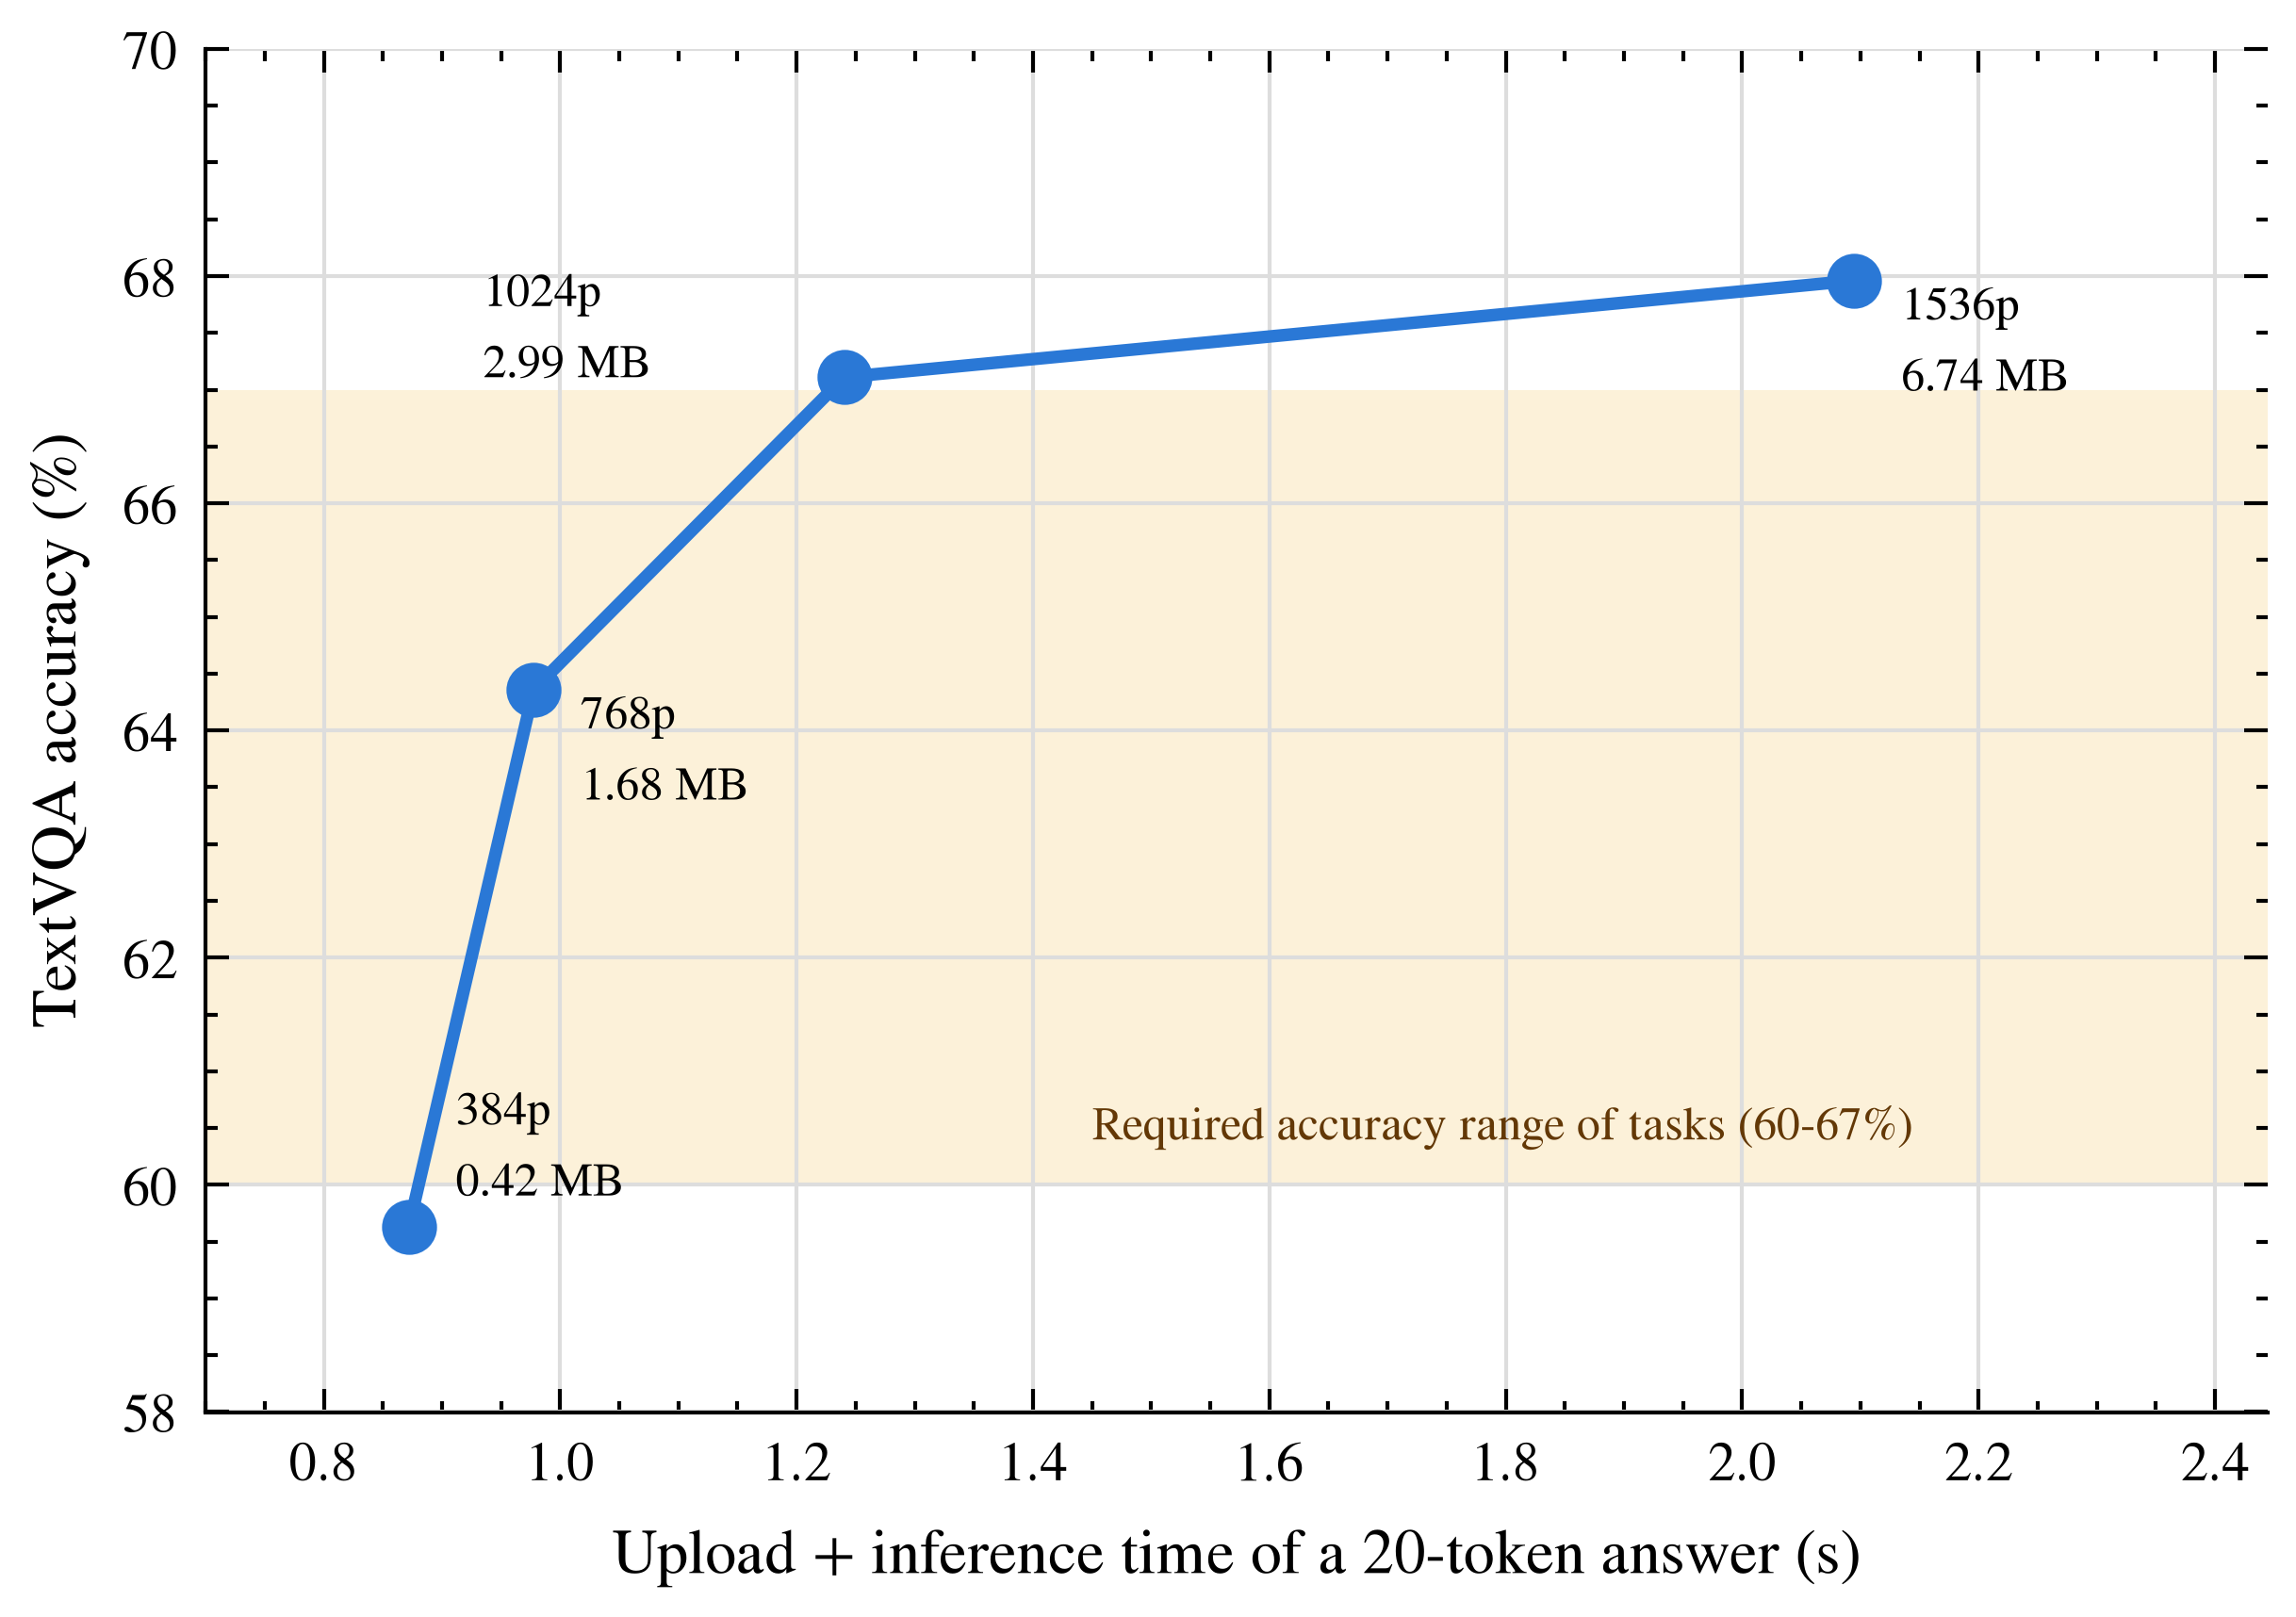 TextVQA accuracy (%)
70
68
66
64
62
60
58
1024p
2.99 MB
1536p
6.74 MB
768p
1.68 MB
384p
0.42 MB
Required accuracy range of tasks (60-67%)
0.8 1.0 1.2 1.4 1.6 1.8 2.0 2.2 2.4
Upload + inference time of a 20-token answer (s)